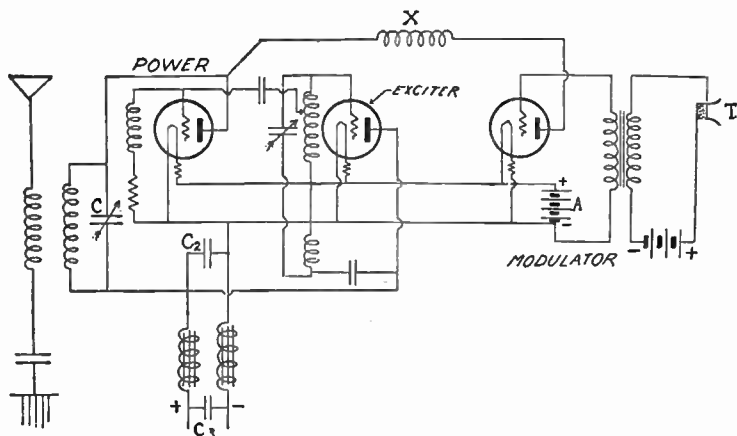 X
POWER
EXCITER
T
C
+
A
-
C2
MODULATOR
- +
+ -
C3